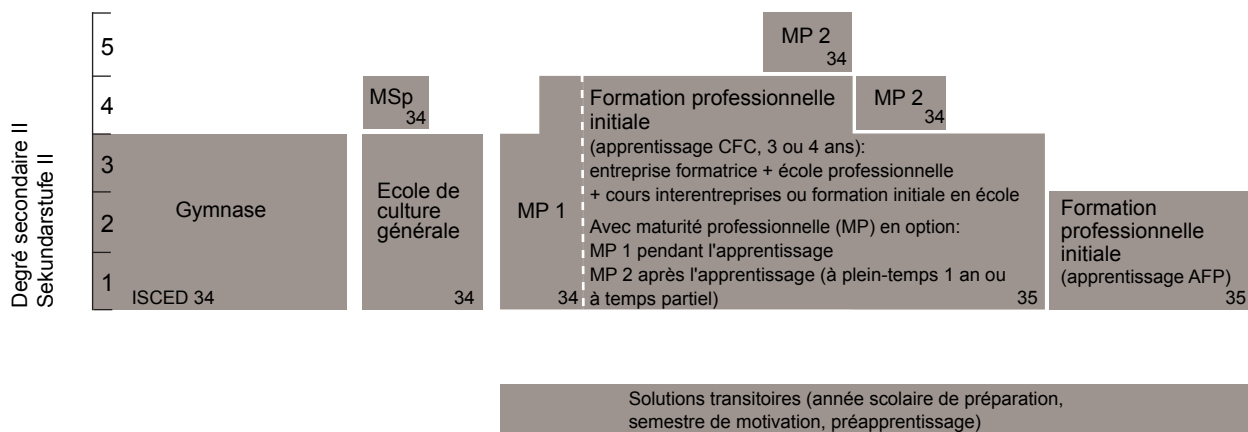 Degré secondaire II
Sekundarstufe II
5
4
3
2
1
Gymnase
ISCED 34
MSp
34
Ecole de
culture
générale
34
MP 1
34
MP 2
34
MP 2
34
Formation professionnelle
initiale
(apprentissage CFC, 3 ou 4 ans):
entreprise formatrice + école professionnelle
+ cours interentreprises ou formation initiale en école
Avec maturité professionnelle (MP) en option:
MP 1 pendant l'apprentissage
MP 2 après l'apprentissage (à plein-temps 1 an ou
à temps partiel)
35
Formation
professionnelle
initiale
(apprentissage AFP)
35
Solutions transitoires (année scolaire de préparation,
semestre de motivation, préapprentissage)